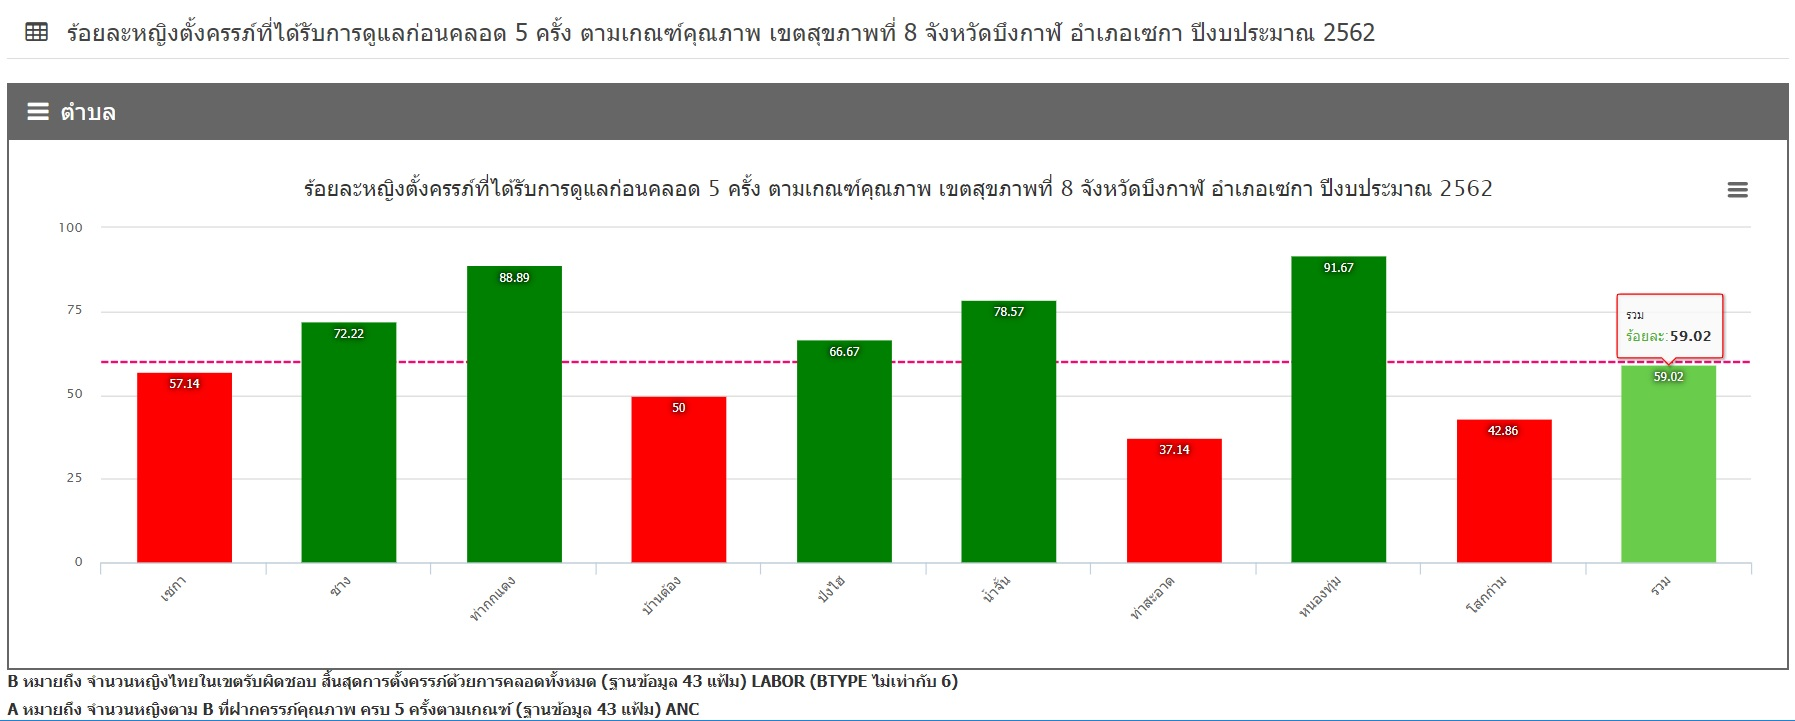 ร้อยละหญิงตั้งครรภ์ที่ได้รับการดูแลก่อนคลอด 5 ครั้ง ตามเกณฑ์คุณภาพ เขตสุขภาพที่ 8 จังหวัดบึงกาฬ อำเภอเซกา ปีงบประมาณ 2562
ตำบล
ร้อยละหญิงตั้งครรภ์ที่ได้รับการดูแลก่อนคลอด 5 ครั้ง ตามเกณฑ์คุณภาพ เขตสุขภาพที่ 8 จังหวัดบึงกาฬ อำเภอเซกา ปีงบประมาณ 2562
100
75
50
25
0
57.14
72.22
88.89
50
66.67
78.57
37.14
91.67
42.86
59.02
รวม
ร้อยละ: 59.02
เซกา
ซาง
ท่ากกแดง
บ้านต้อง
ป่งไฮ
น้ำจั้น
ท่าสะอาด
หนองทุ่ม
โสกก่าม
รวม
B หมายถึง จำนวนหญิงไทยในเขตรับผิดชอบ สิ้นสุดการตั้งครรภ์ด้วยการคลอดทั้งหมด (ฐานข้อมูล 43 แฟ้ม) LABOR (BTYPE ไม่เท่ากับ 6)
A หมายถึง จำนวนหญิงตาม B ที่ฝากครรภ์คุณภาพ ครบ 5 ครั้งตามเกณฑ์ (ฐานข้อมูล 43 แฟ้ม) ANC